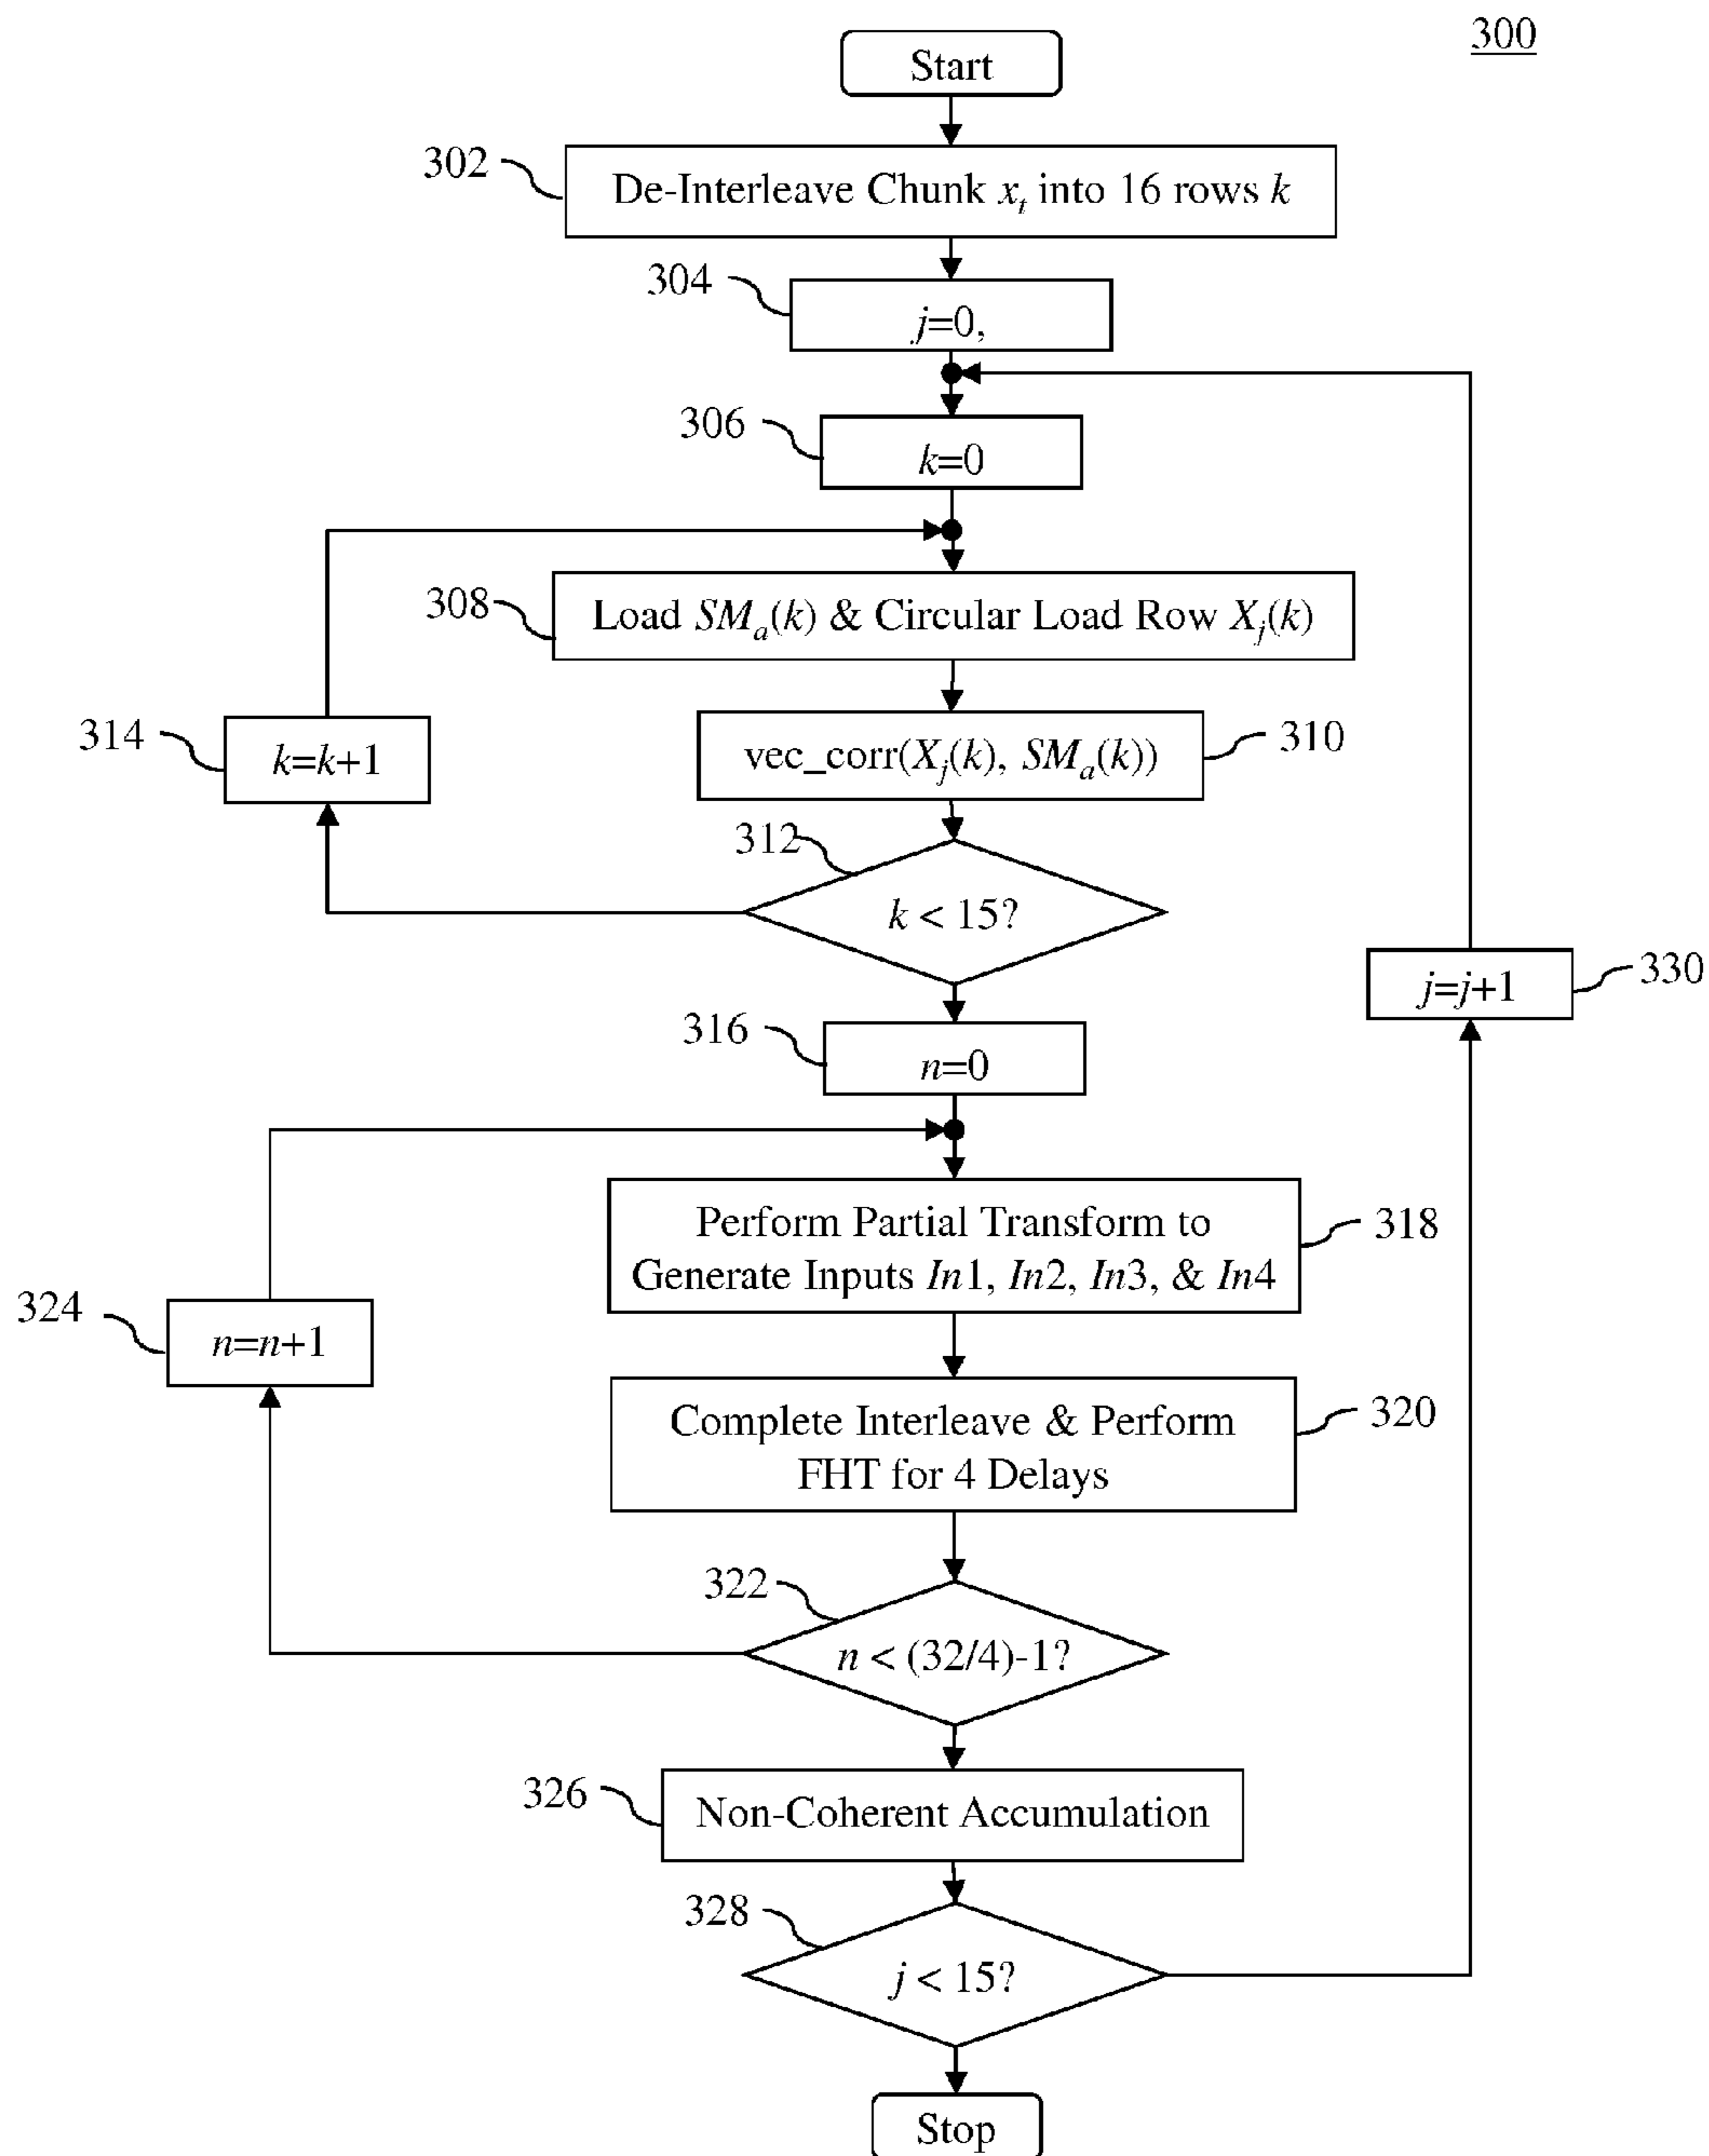 300
Start
302
De-Interleave Chunk xₜ into 16 rows k
304
j=0,
306
k=0
308
Load SMₐ(k) & Circular Load Row Xⱼ(k)
314
k=k+1
310
vec_corr(Xⱼ(k), SMₐ(k))
312
k < 15?
330
j=j+1
316
n=0
318
Perform Partial Transform to
Generate Inputs In1, In2, In3, & In4
324
n=n+1
320
Complete Interleave & Perform
FHT for 4 Delays
322
n < (32/4)-1?
326
Non-Coherent Accumulation
328
j < 15?
Stop